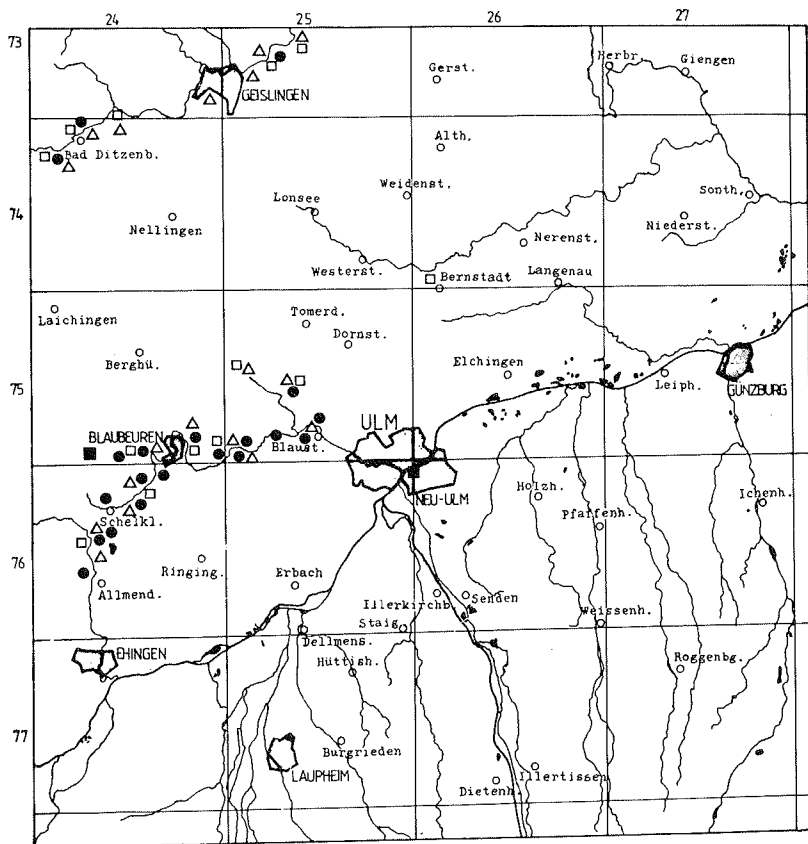 24
25
26
27
73
Herbr.
Giengen
Gerst.
GEISLINGEN
Bad Ditzenb.
Alth.
74
Lonsee
Weidenst.
Sonth.
Nellingen
Niederst.
Nerenst.
Westerst.
Bernstadt
Langenau
Laichingen
Tomerd.
Dornst.
Berghü.
Elchingen
75
Leiph.
GÜNZBURG
BLAUBEUREN
ULM
Blaust.
NEU-ULM
Holzh.
Ichenh.
Schelkl.
Pfaffenh.
76
Ringing.
Erbach
Allmend.
Illerkirchb.
Senden
Staig
Weissenh.
EHINGEN
Dellmens.
Hüttish.
Roggenbg.
77
Burgrieden
LAUPHEIM
Illertissen
Dietenh.